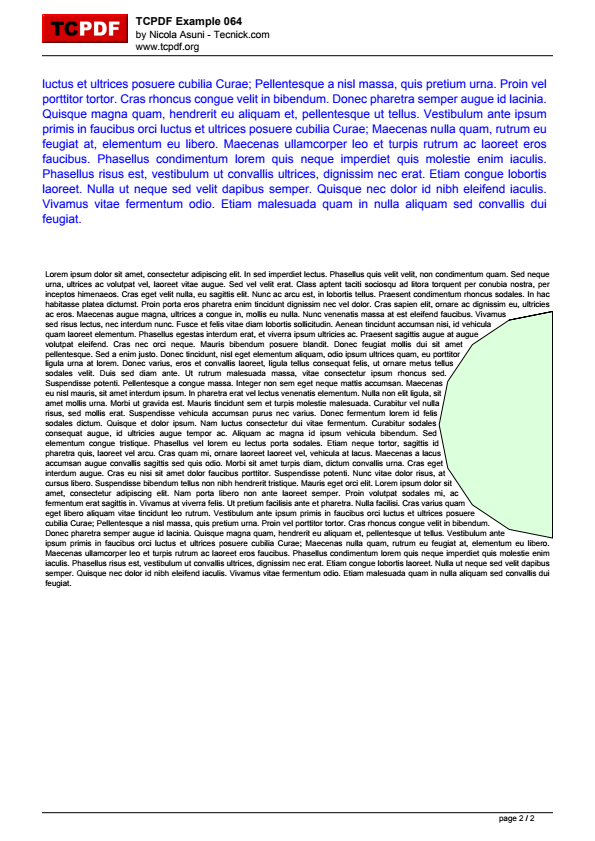 TCPDF
TCPDF Example 064
by Nicola Asuni - Tecnick.com
www.tcpdf.org
luctus et ultrices posuere cubilia Curae; Pellentesque a nisl massa, quis pretium urna. Proin vel
porttitor tortor. Cras rhoncus congue velit in bibendum. Donec pharetra semper augue id lacinia.
Quisque magna quam, hendrerit eu aliquam et, pellentesque ut tellus. Vestibulum ante ipsum
primis in faucibus orci luctus et ultrices posuere cubilia Curae; Maecenas nulla quam, rutrum eu
feugiat at, elementum eu libero. Maecenas ullamcorper leo et turpis rutrum ac laoreet eros
faucibus. Phasellus condimentum lorem quis neque imperdiet quis molestie enim iaculis.
Phasellus risus est, vestibulum ut convallis ultrices, dignissim nec erat. Etiam congue lobortis
laoreet. Nulla ut neque sed velit dapibus semper. Quisque nec dolor id nibh eleifend iaculis.
Vivamus vitae fermentum odio. Etiam malesuada quam in nulla aliquam sed convallis dui
feugiat.
Lorem ipsum dolor sit amet, consectetur adipiscing elit. In sed imperdiet lectus. Phasellus quis velit velit, non condimentum quam. Sed neque
urna, ultrices ac volutpat vel, laoreet vitae augue. Sed vel velit erat. Class aptent taciti sociosqu ad litora torquent per conubia nostra, per
inceptos himenaeos. Cras eget velit nulla, eu sagittis elit. Nunc ac arcu est, in lobortis tellus. Praesent condimentum rhoncus sodales. In hac
habitasse platea dictumst. Proin porta eros pharetra enim tincidunt dignissim nec vel dolor. Cras sapien elit, ornare ac dignissim eu, ultricies
ac eros. Maecenas augue magna, ultrices a congue in, mollis eu nulla. Nunc venenatis massa at est eleifend faucibus. Vivamus
sed risus lectus, nec interdum nunc. Fusce et felis vitae diam lobortis sollicitudin. Aenean tincidunt accumsan nisi, id vehicula
quam laoreet elementum. Phasellus egestas interdum erat, et viverra ipsum ultricies ac. Praesent sagittis augue at augue
volutpat eleifend. Cras nec orci neque. Mauris bibendum posuere blandit. Donec feugiat mollis dui sit amet
pellentesque. Sed a enim justo. Donec tincidunt, nisl eget elementum aliquam, odio ipsum ultrices quam, eu porttitor
ligula urna at lorem. Donec varius, eros et convallis laoreet, ligula tellus consequat felis, ut ornare metus tellus
sodales velit. Duis sed diam ante. Ut rutrum malesuada massa, vitae consectetur ipsum rhoncus sed.
Suspendisse potenti. Pellentesque a congue massa. Integer non sem eget neque mattis accumsan. Maecenas
eu nisl mauris, sit amet interdum ipsum. In pharetra erat vel lectus venenatis elementum. Nulla non elit ligula, sit
amet mollis urna. Morbi ut gravida est. Mauris tincidunt sem et turpis molestie malesuada. Curabitur vel nulla
risus, sed mollis erat. Suspendisse vehicula accumsan purus nec varius. Donec fermentum lorem id felis
sodales dictum. Quisque et dolor ipsum. Nam luctus consectetur dui vitae fermentum. Curabitur sodales
consequat augue, id ultricies augue tempor ac. Aliquam ac magna id ipsum vehicula bibendum. Sed
elementum congue tristique. Phasellus vel lorem eu lectus porta sodales. Etiam neque tortor, sagittis id
pharetra quis, laoreet vel arcu. Cras quam mi, ornare laoreet laoreet vel, vehicula at lacus. Maecenas a lacus
accumsan augue convallis sagittis sed quis odio. Morbi sit amet turpis diam, dictum convallis urna. Cras eget
interdum augue. Cras eu nisi sit amet dolor faucibus porttitor. Suspendisse potenti. Nunc vitae dolor risus, at
cursus libero. Suspendisse bibendum tellus non nibh hendrerit tristique. Mauris eget orci elit. Lorem ipsum dolor sit
amet, consectetur adipiscing elit. Nam porta libero non ante laoreet semper. Proin volutpat sodales mi, ac
fermentum erat sagittis in. Vivamus at viverra felis. Ut pretium facilisis ante et pharetra. Nulla facilisi. Cras varius quam
eget libero aliquam vitae tincidunt leo rutrum. Vestibulum ante ipsum primis in faucibus orci luctus et ultrices posuere
cubilia Curae; Pellentesque a nisl massa, quis pretium urna. Proin vel porttitor tortor. Cras rhoncus congue velit in bibendum.
Donec pharetra semper augue id lacinia. Quisque magna quam, hendrerit eu aliquam et, pellentesque ut tellus. Vestibulum ante
ipsum primis in faucibus orci luctus et ultrices posuere cubilia Curae; Maecenas nulla quam, rutrum eu feugiat at, elementum eu libero.
Maecenas ullamcorper leo et turpis rutrum ac laoreet eros faucibus. Phasellus condimentum lorem quis neque imperdiet quis molestie enim
iaculis. Phasellus risus est, vestibulum ut convallis ultrices, dignissim nec erat. Etiam congue lobortis laoreet. Nulla ut neque sed velit dapibus
semper. Quisque nec dolor id nibh eleifend iaculis. Vivamus vitae fermentum odio. Etiam malesuada quam in nulla aliquam sed convallis dui
feugiat.
page 2 / 2